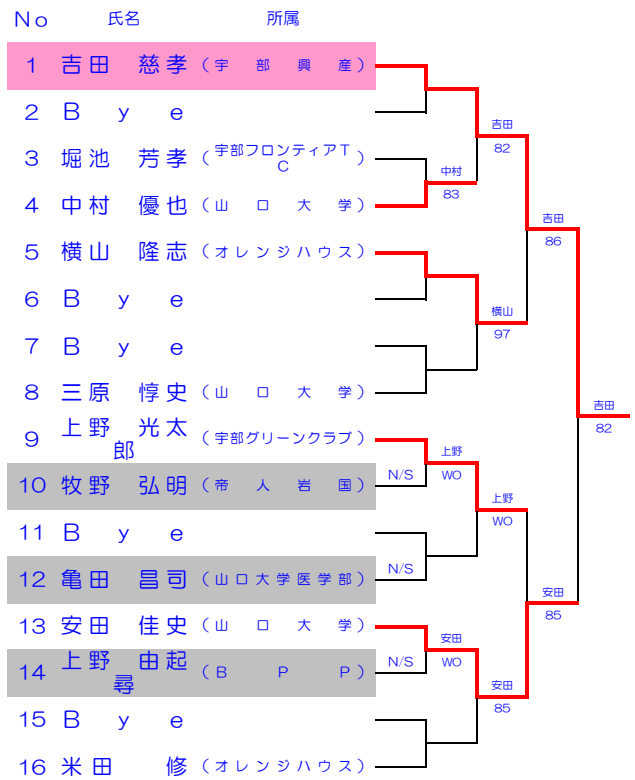 No 氏名 所属
1 吉田 慈孝 (宇部興産)
2 Bye
吉田
82
3 堀池 芳孝 (宇部フロンティアTC)
中村
83
4 中村 優也 (山口大学)
吉田
86
5 横山 隆志 (オレンジハウス)
6 Bye
横山
97
7 Bye
8 三原 惇史 (山口大学)
吉田
82
9 上野 光太郎 (宇部グリーンクラブ)
上野
WO
10 牧野 弘明 (帝人岩国) N/S
上野
WO
11 Bye
12 亀田 昌司 (山口大学医学部) N/S
安田
85
13 安田 佳史 (山口大学)
安田
WO
14 上野 由起尋 (BPP) N/S
安田
85
15 Bye
16 米田 修 (オレンジハウス)